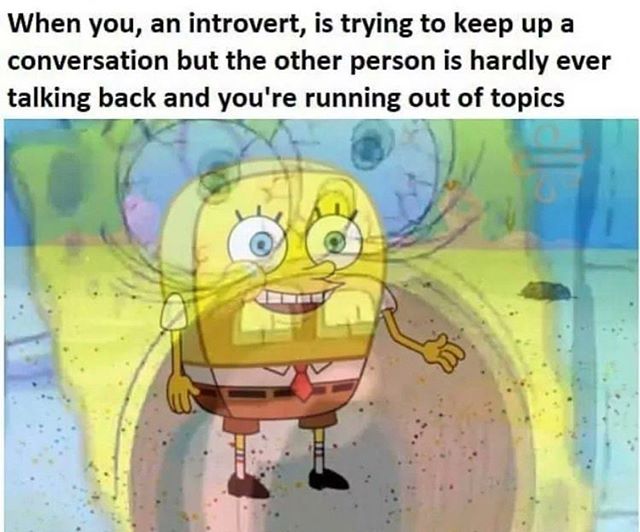 When you, an introvert, is trying to keep up a
conversation but the other person is hardly ever
talking back and you're running out of topics